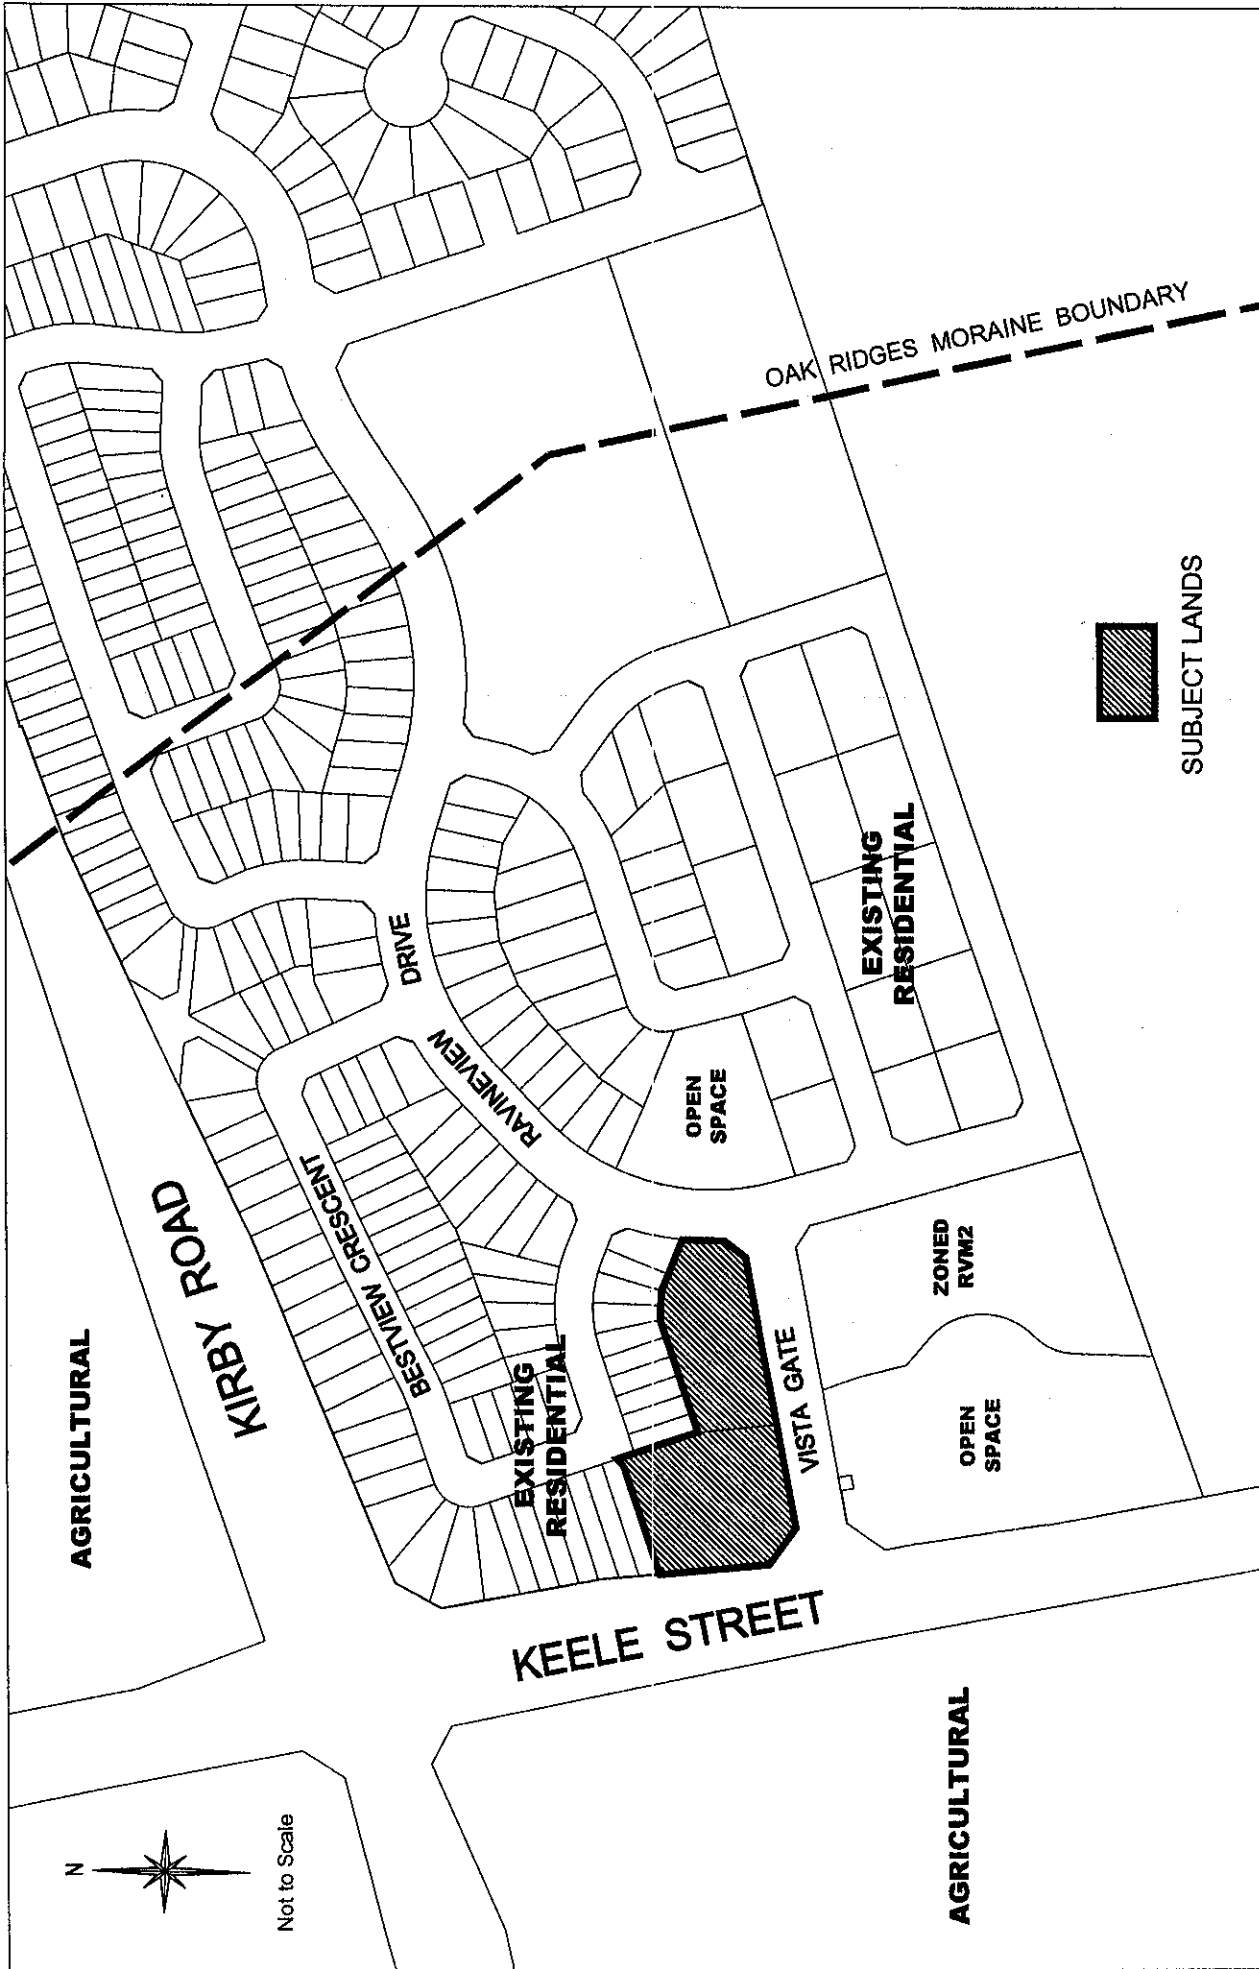 N
Not to Scale
AGRICULTURAL
KIRBY ROAD
BESTVIEW CRESCENT
EXISTING
RESIDENTIAL
RAVINEVIEW DRIVE
KEELE STREET
VISTA GATE
OPEN
SPACE
ZONED
RVM2
OPEN
SPACE
EXISTING
RESIDENTIAL
OAK RIDGES MORAINE BOUNDARY
AGRICULTURAL
SUBJECT LANDS